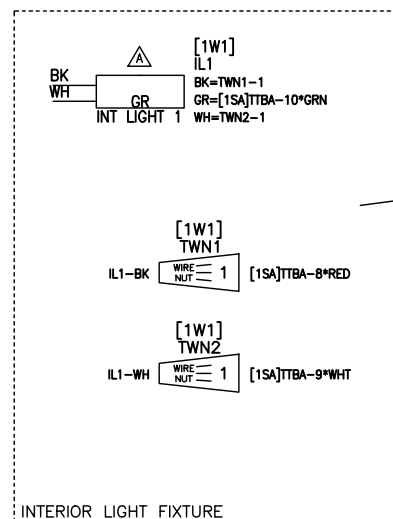 A
[1W1]
IL1
BK=TWN1-1
GR=[1SA]TTBA-10*GRN
WH=TWN2-1
BK
WH
GR
INT LIGHT 1
[1W1]
TWN1
IL1-BK
WIRE
NUT
1
[1SA]TTBA-8*RED
[1W1]
TWN2
IL1-WH
WIRE
NUT
1
[1SA]TTBA-9*WHT
INTERIOR LIGHT FIXTURE